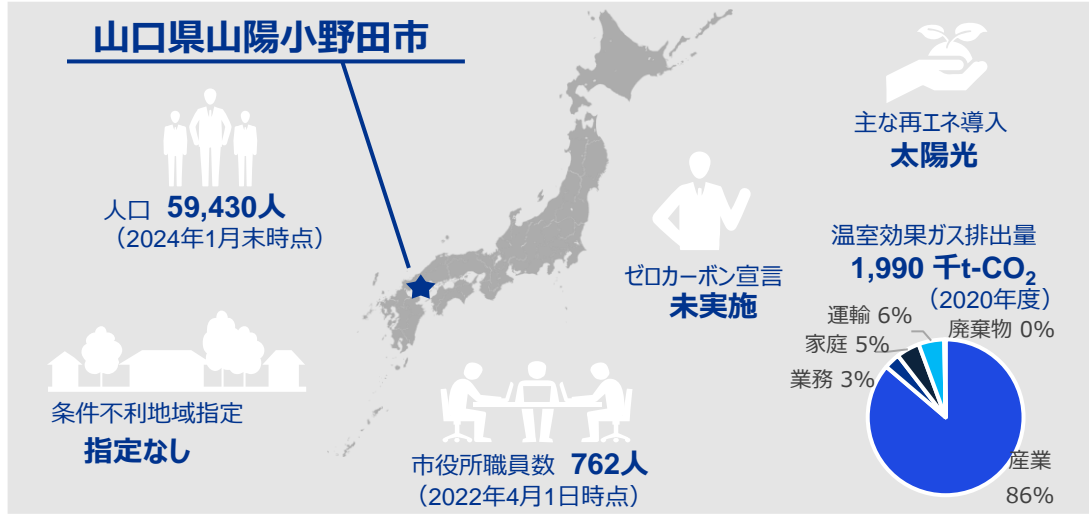 山口県山陽小野田市
人口 59,430人
（2024年1月末時点）
条件不利地域指定
指定なし
市役所職員数 762人
（2022年4月1日時点）
ゼロカーボン宣言
未実施
主な再エネ導入
太陽光
温室効果ガス排出量
1,990 千t-CO₂
（2020年度）
運輸 6%
廃棄物 0%
家庭 5%
業務 3%
産業
86%